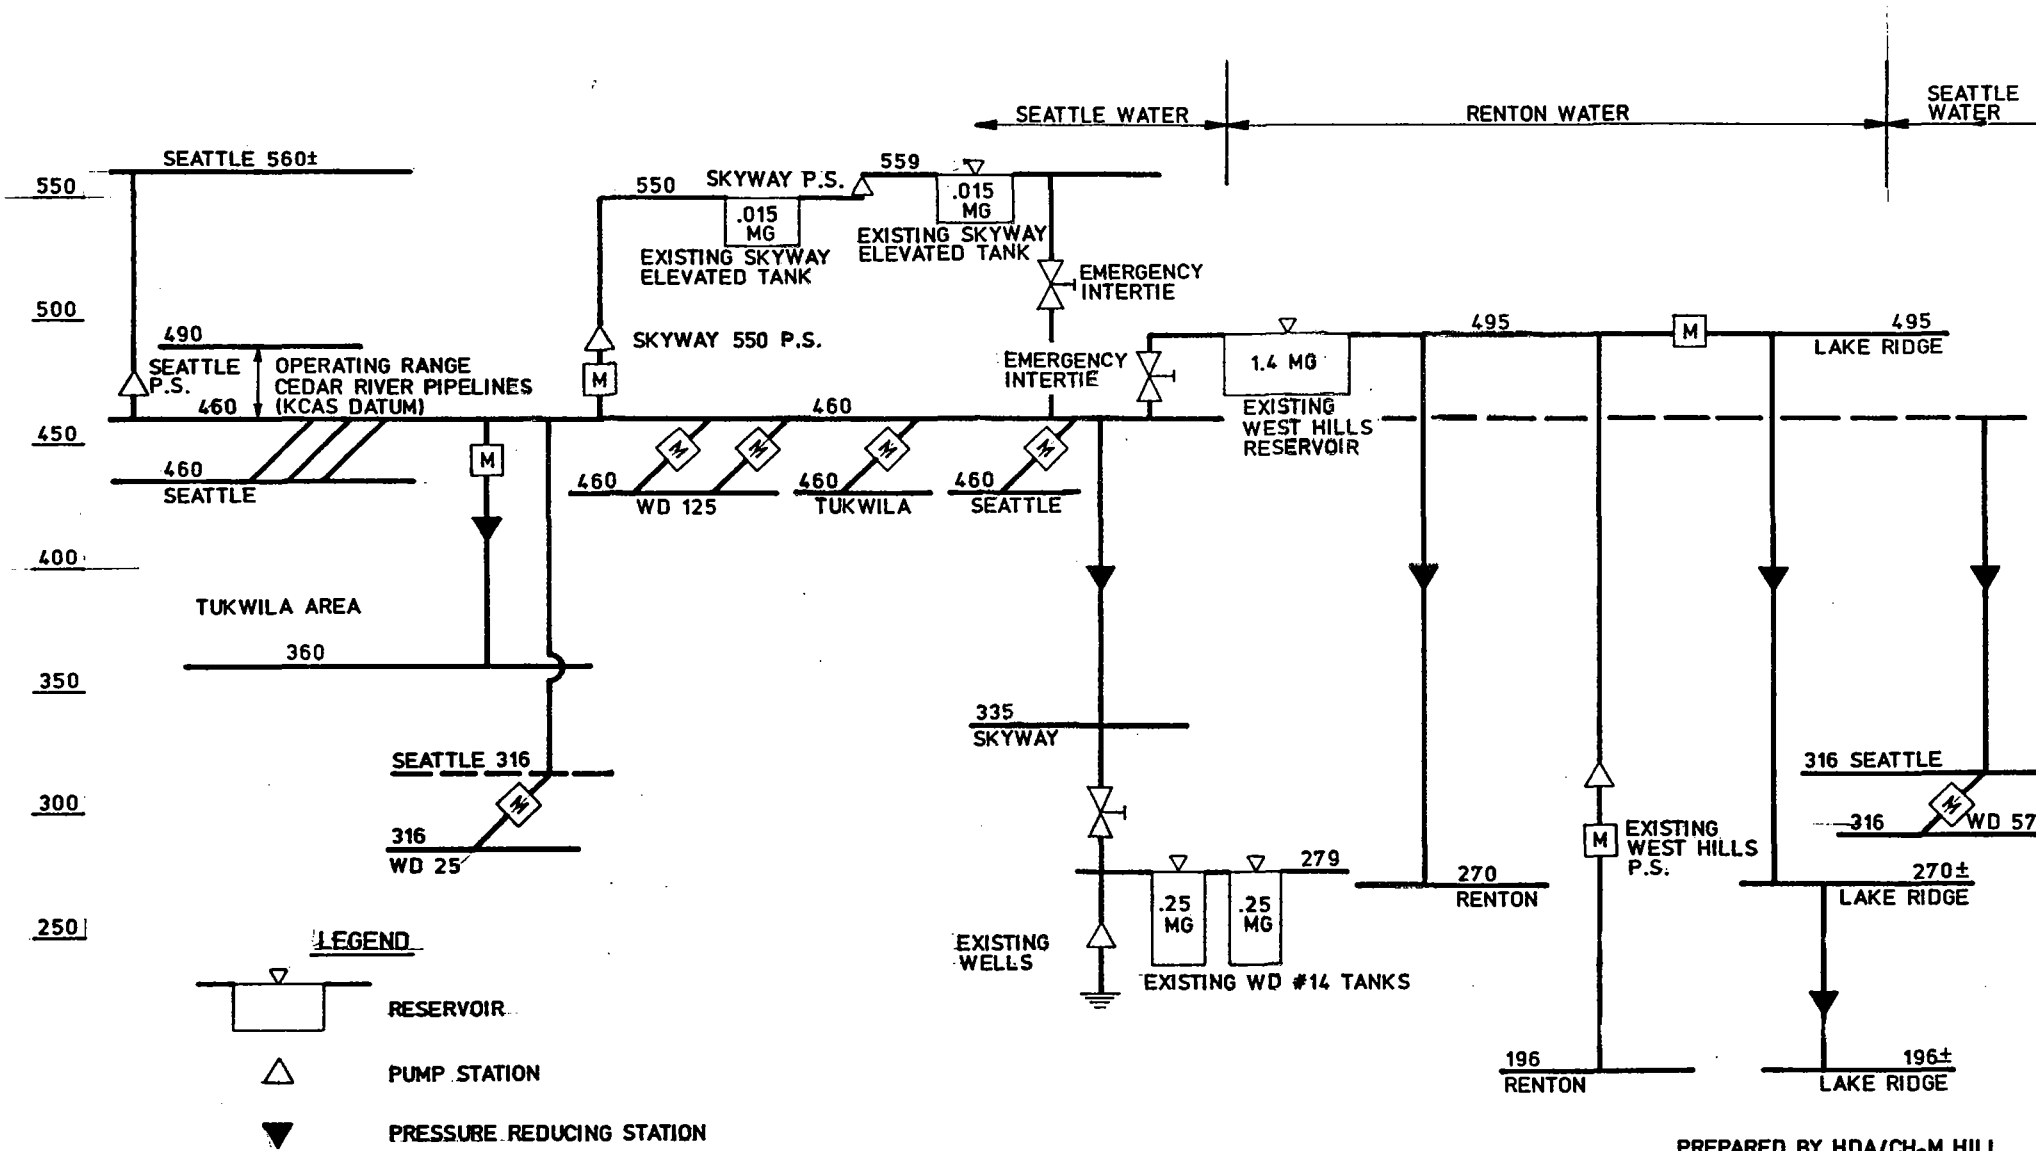 SEATTLE WATER
RENTON WATER
SEATTLE
WATER
SEATTLE 560±
550
500
450
400
350
300
250
490
SEATTLE
P.S.
OPERATING RANGE
CEDAR RIVER PIPELINES
(KCAS DATUM)
460
460
SEATTLE
550
SKYWAY P.S.
559
.015
MG
.015
MG
EXISTING SKYWAY
ELEVATED TANK
EXISTING SKYWAY
ELEVATED TANK
EMERGENCY
INTERTIE
SKYWAY 550 P.S.
M
EMERGENCY
INTERTIE
1.4 MG
495
M
495
LAKE RIDGE
EXISTING
WEST HILLS
RESERVOIR
460
M
M
M
M
M
460
WD 125
460
TUKWILA
460
SEATTLE
TUKWILA AREA
360
SEATTLE 316
M
316
WD 25
335
SKYWAY
279
.25
MG
.25
MG
EXISTING
WELLS
EXISTING WD #14 TANKS
270
RENTON
M
EXISTING
WEST HILLS
P.S.
196
RENTON
316 SEATTLE
M
316
WD 57
270±
LAKE RIDGE
196±
LAKE RIDGE
LEGEND
RESERVOIR
PUMP STATION
PRESSURE REDUCING STATION
PREPARED BY HDA/CH2M HILL